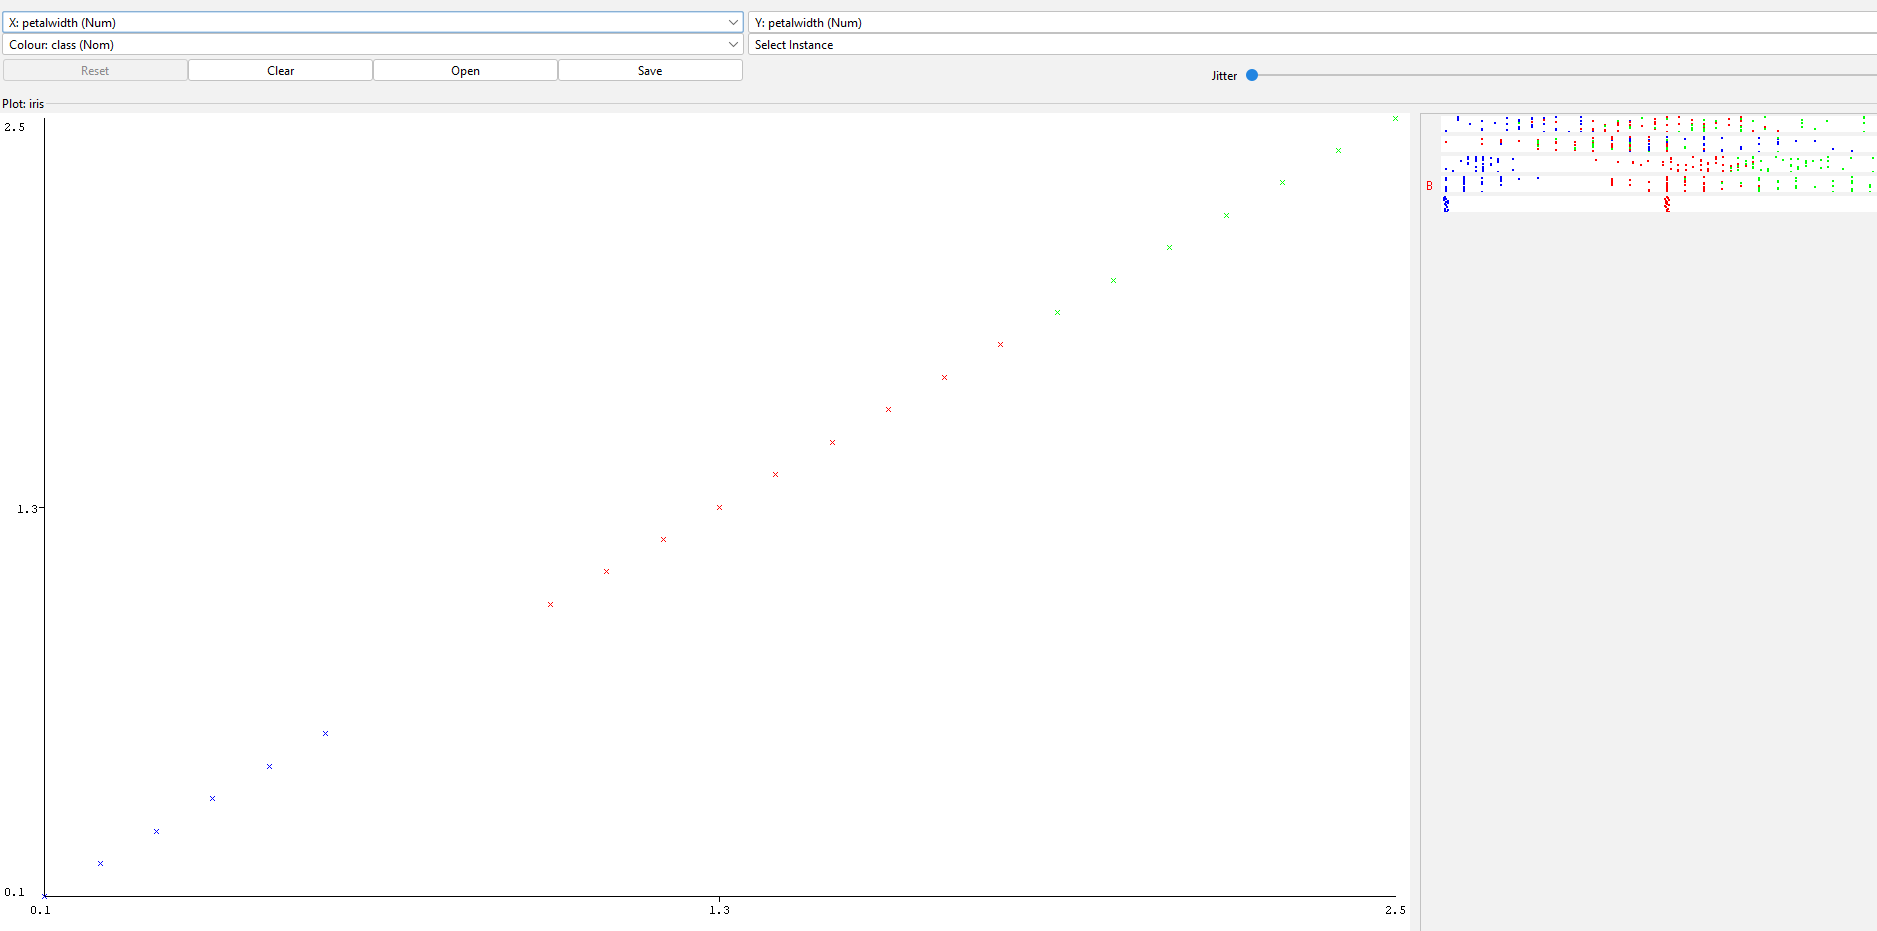 X: petalwidth (Num)
Y: petalwidth (Num)
Colour: class (Nom)
Select Instance
Reset
Clear
Open
Save
Jitter
Plot: iris
2.5
1.3
0.1
0.1
1.3
2.5
B